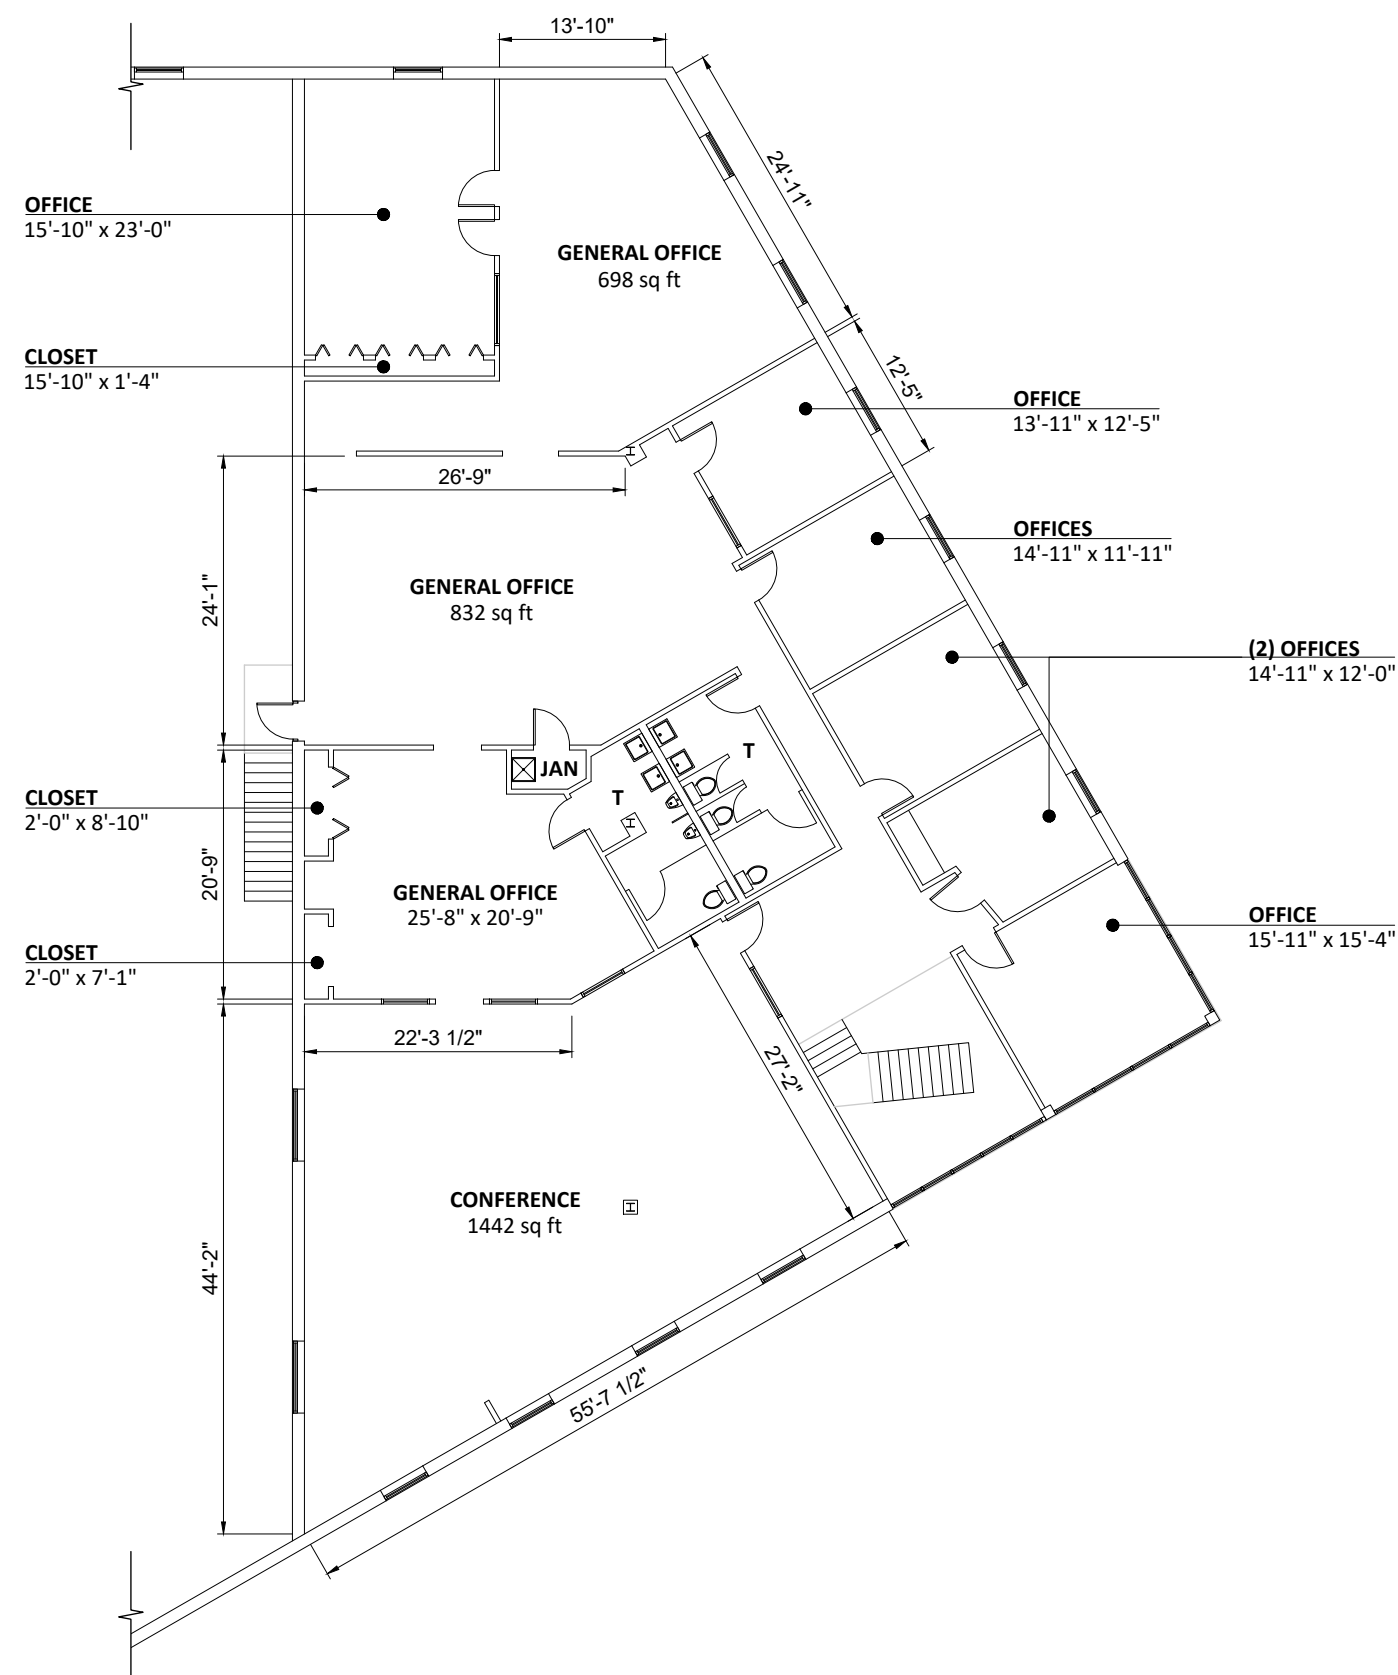 13'-10"
24'-11"
OFFICE
15'-10" x 23'-0"
GENERAL OFFICE
698 sq ft
CLOSET
15'-10" x 1'-4"
12'-5"
OFFICE
13'-11" x 12'-5"
H
26'-9"
OFFICES
14'-11" x 11'-11"
GENERAL OFFICE
832 sq ft
24'-1"
(2) OFFICES
14'-11" x 12'-0"
T
JAN
T
CLOSET
2'-0" x 8'-10"
H
20'-9"
GENERAL OFFICE
25'-8" x 20'-9"
OFFICE
15'-11" x 15'-4"
CLOSET
2'-0" x 7'-1"
22'-3 1/2"
27'-2"
CONFERENCE
1442 sq ft
H
44'-2"
55'-7 1/2"